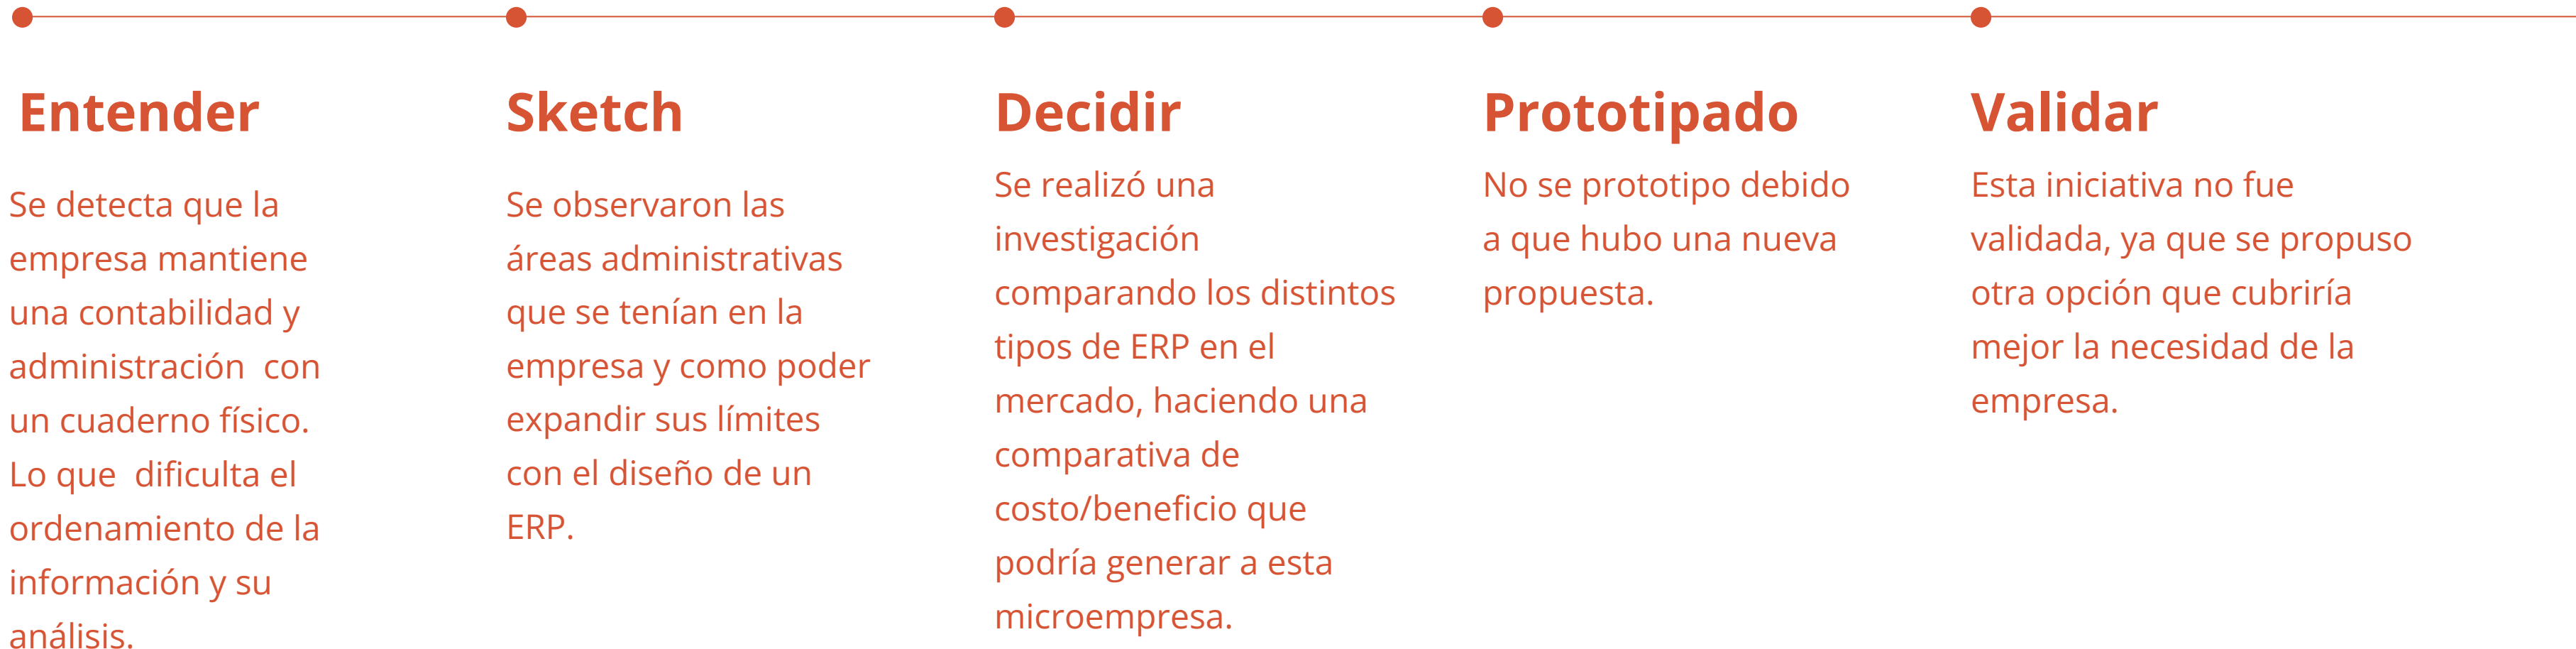 Entender
Se detecta que la
empresa mantiene
una contabilidad y
administración  con
un cuaderno físico.
Lo que  dificulta el
ordenamiento de la
información y su
análisis.
Sketch
Se observaron las
áreas administrativas
que se tenían en la
empresa y como poder
expandir sus límites
con el diseño de un
ERP.
Decidir
Se realizó una
investigación
comparando los distintos
tipos de ERP en el
mercado, haciendo una
comparativa de
costo/beneficio que
podría generar a esta
microempresa.
Prototipado
No se prototipo debido
a que hubo una nueva
propuesta.
Validar
Esta iniciativa no fue
validada, ya que se propuso
otra opción que cubriría
mejor la necesidad de la
empresa.